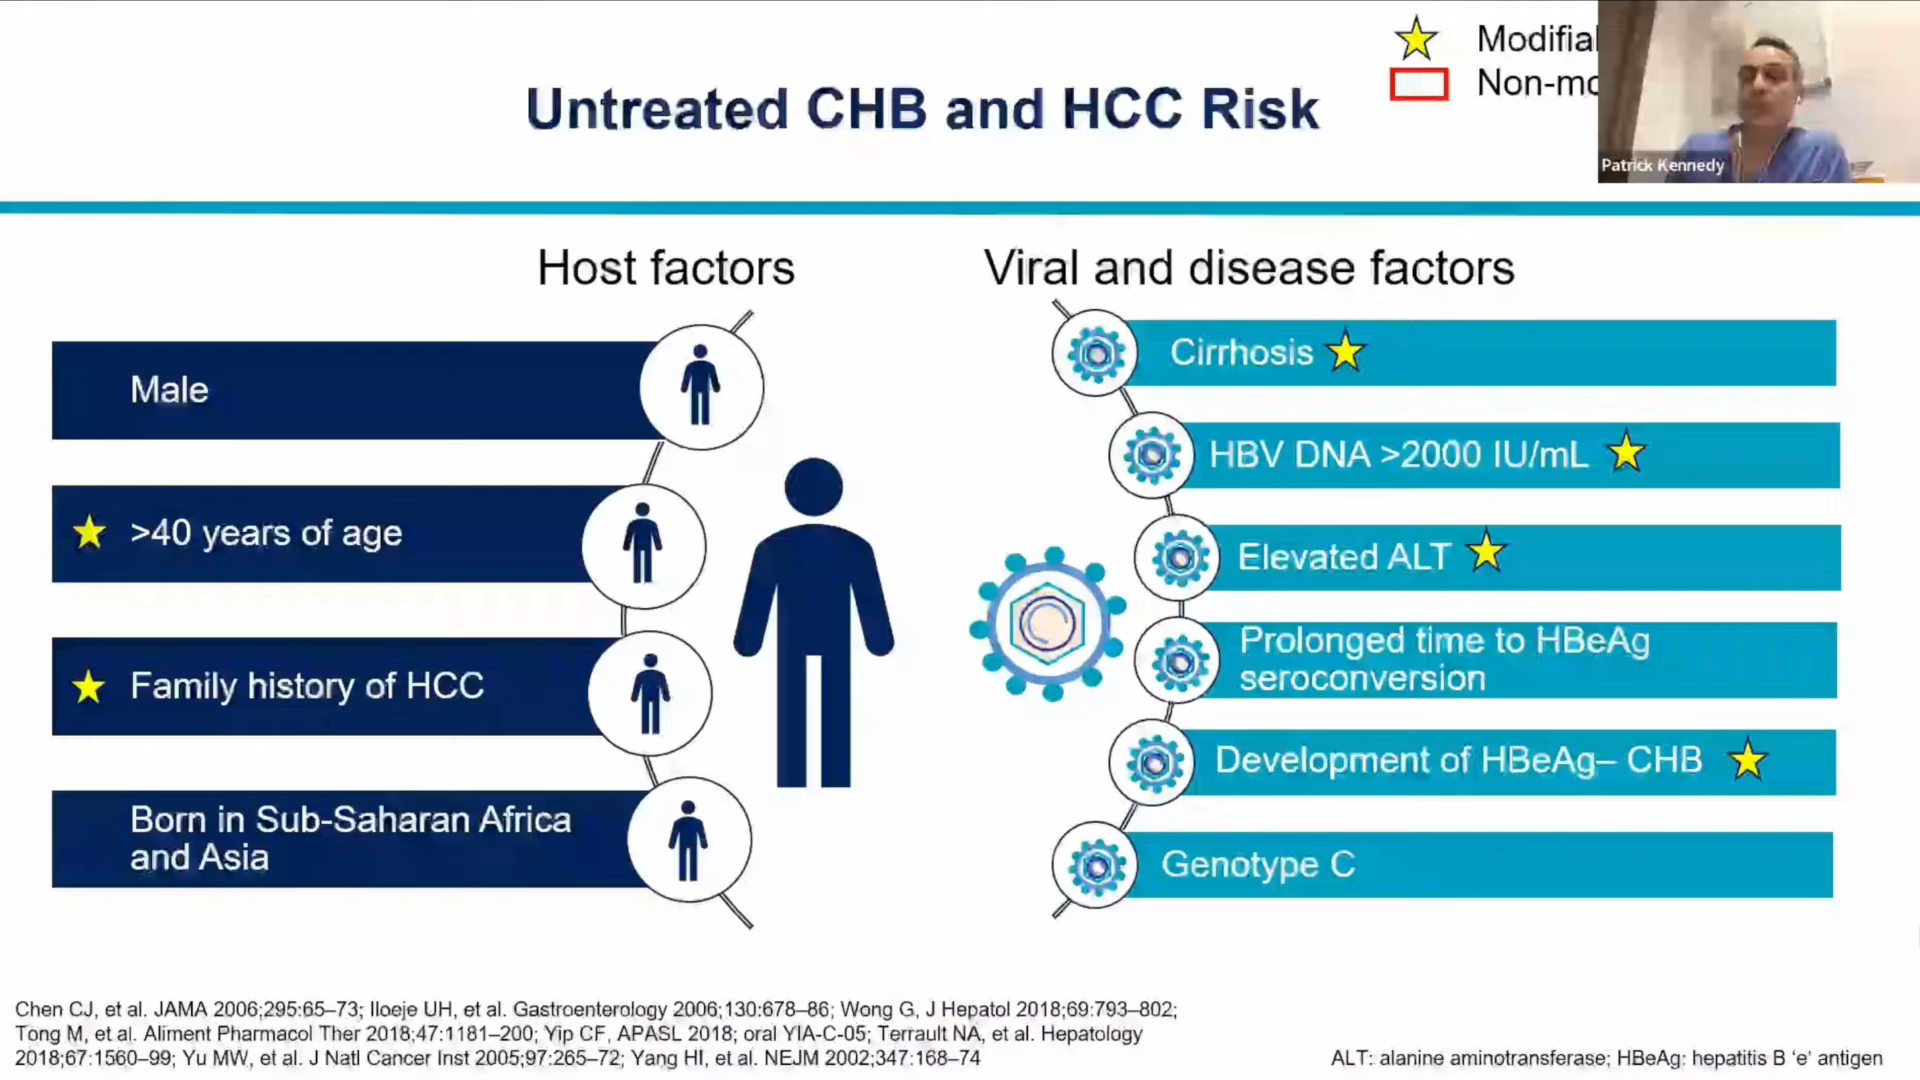 Modifia
Non-mo
Untreated CHB and HCC Risk
Patrick Kennedy
Host factors
Male
>40 years of age
Family history of HCC
Born in Sub-Saharan Africa
and Asia
Viral and disease factors
Cirrhosis
HBV DNA >2000 IU/mL
Elevated ALT
Prolonged time to HBeAg
seroconversion
Development of HBeAg– CHB
Genotype C
Chen CJ, et al. JAMA 2006;295:65–73; Iloeje UH, et al. Gastroenterology 2006;130:678–86; Wong G, J Hepatol 2018;69:793–802;
Tong M, et al. Aliment Pharmacol Ther 2018;47:1181–200; Yip CF, APASL 2018; oral YIA-C-05; Terrault NA, et al. Hepatology
2018;67:1560–99; Yu MW, et al. J Natl Cancer Inst 2005;97:265–72; Yang HI, et al. NEJM 2002;347:168–74
ALT: alanine aminotransferase; HBeAg: hepatitis B ‘e’ antigen